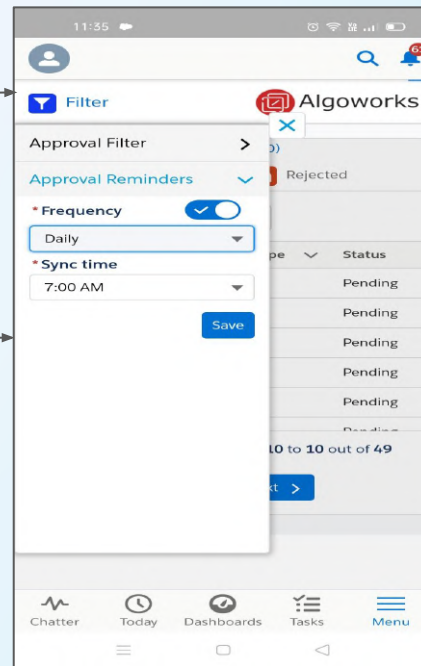 11:35
Filter
Algoworks
Approval Filter
Approval Reminders
* Frequency
Daily
* Sync time
7:00 AM
Save
Rejected
Status
Pending
Pending
Pending
Pending
Pending
10 to 10 out of 49
Chatter
Today
Dashboards
Tasks
Menu